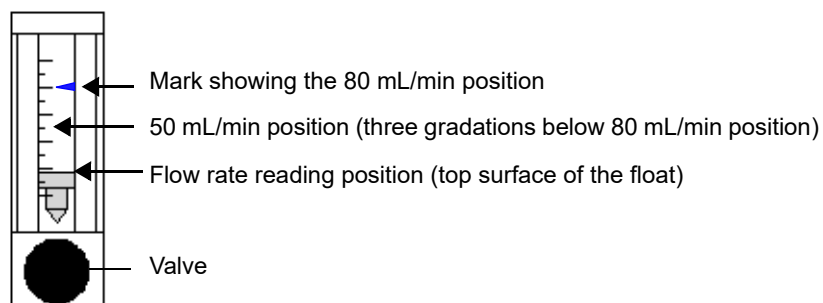 Mark showing the 80 mL/min position
50 mL/min position (three gradations below 80 mL/min position)
Flow rate reading position (top surface of the float)
Valve